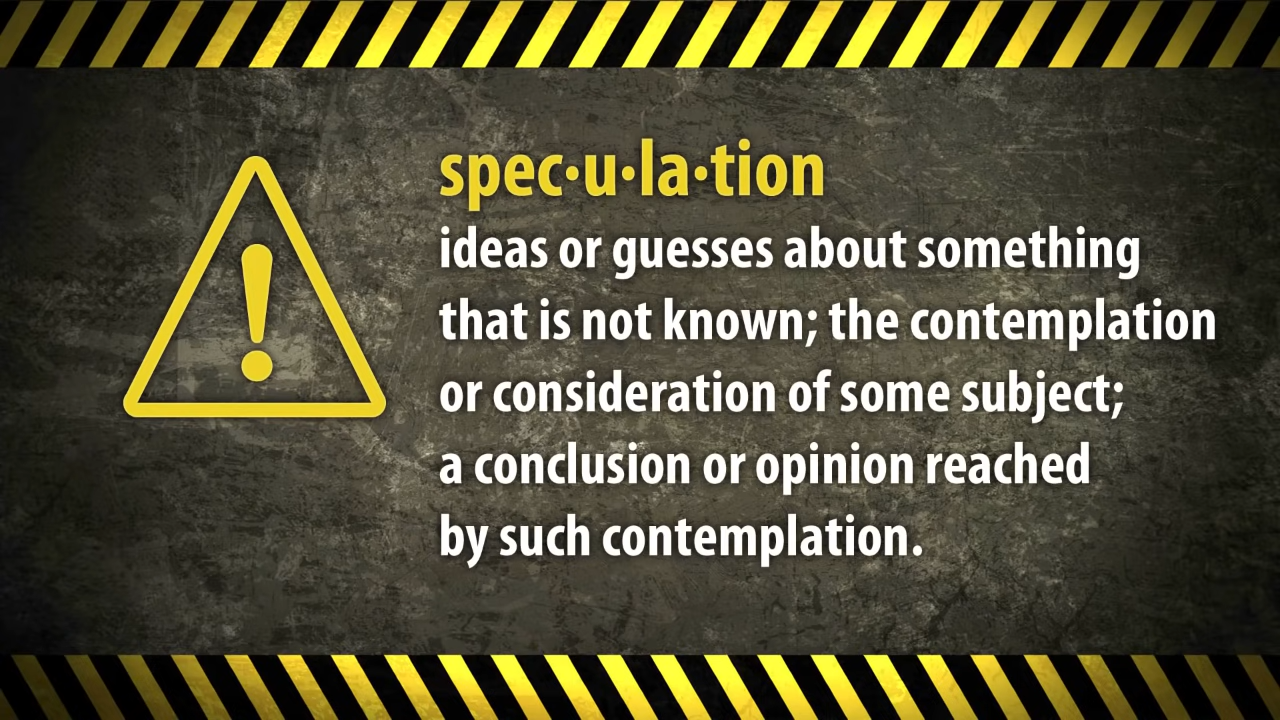 spec·u·la·tion
ideas or guesses about something
that is not known; the contemplation
or consideration of some subject;
a conclusion or opinion reached
by such contemplation.